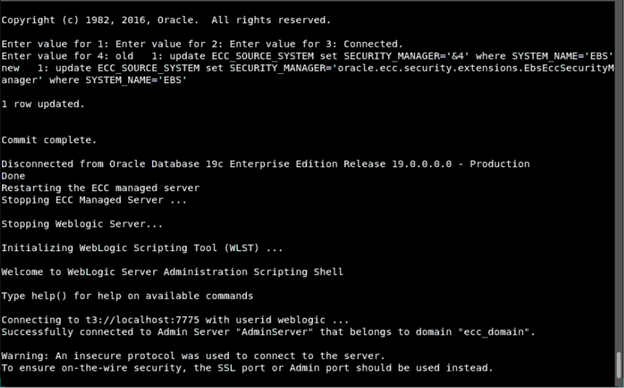 Copyright (c) 1982, 2016, Oracle.  All rights reserved.
Enter value for 1: Enter value for 2: Enter value for 3: Connected.
Enter value for 4: old   1: update ECC_SOURCE_SYSTEM set SECURITY_MANAGER='&4' where SYSTEM_NAME='EBS'
new   1: update ECC_SOURCE_SYSTEM set SECURITY_MANAGER='oracle.ecc.security.extensions.EbsEccSecurityM
anager' where SYSTEM_NAME='EBS'
1 row updated.
Commit complete.
Disconnected from Oracle Database 19c Enterprise Edition Release 19.0.0.0.0 - Production
Done
Restarting the ECC managed server
Stopping ECC Managed Server ...
Stopping Weblogic Server...
Initializing WebLogic Scripting Tool (WLST) ...
Welcome to WebLogic Server Administration Scripting Shell
Type help() for help on available commands
Connecting to t3://localhost:7775 with userid weblogic ...
Successfully connected to Admin Server "AdminServer" that belongs to domain "ecc_domain".
Warning: An insecure protocol was used to connect to the server.
To ensure on-the-wire security, the SSL port or Admin port should be used instead.